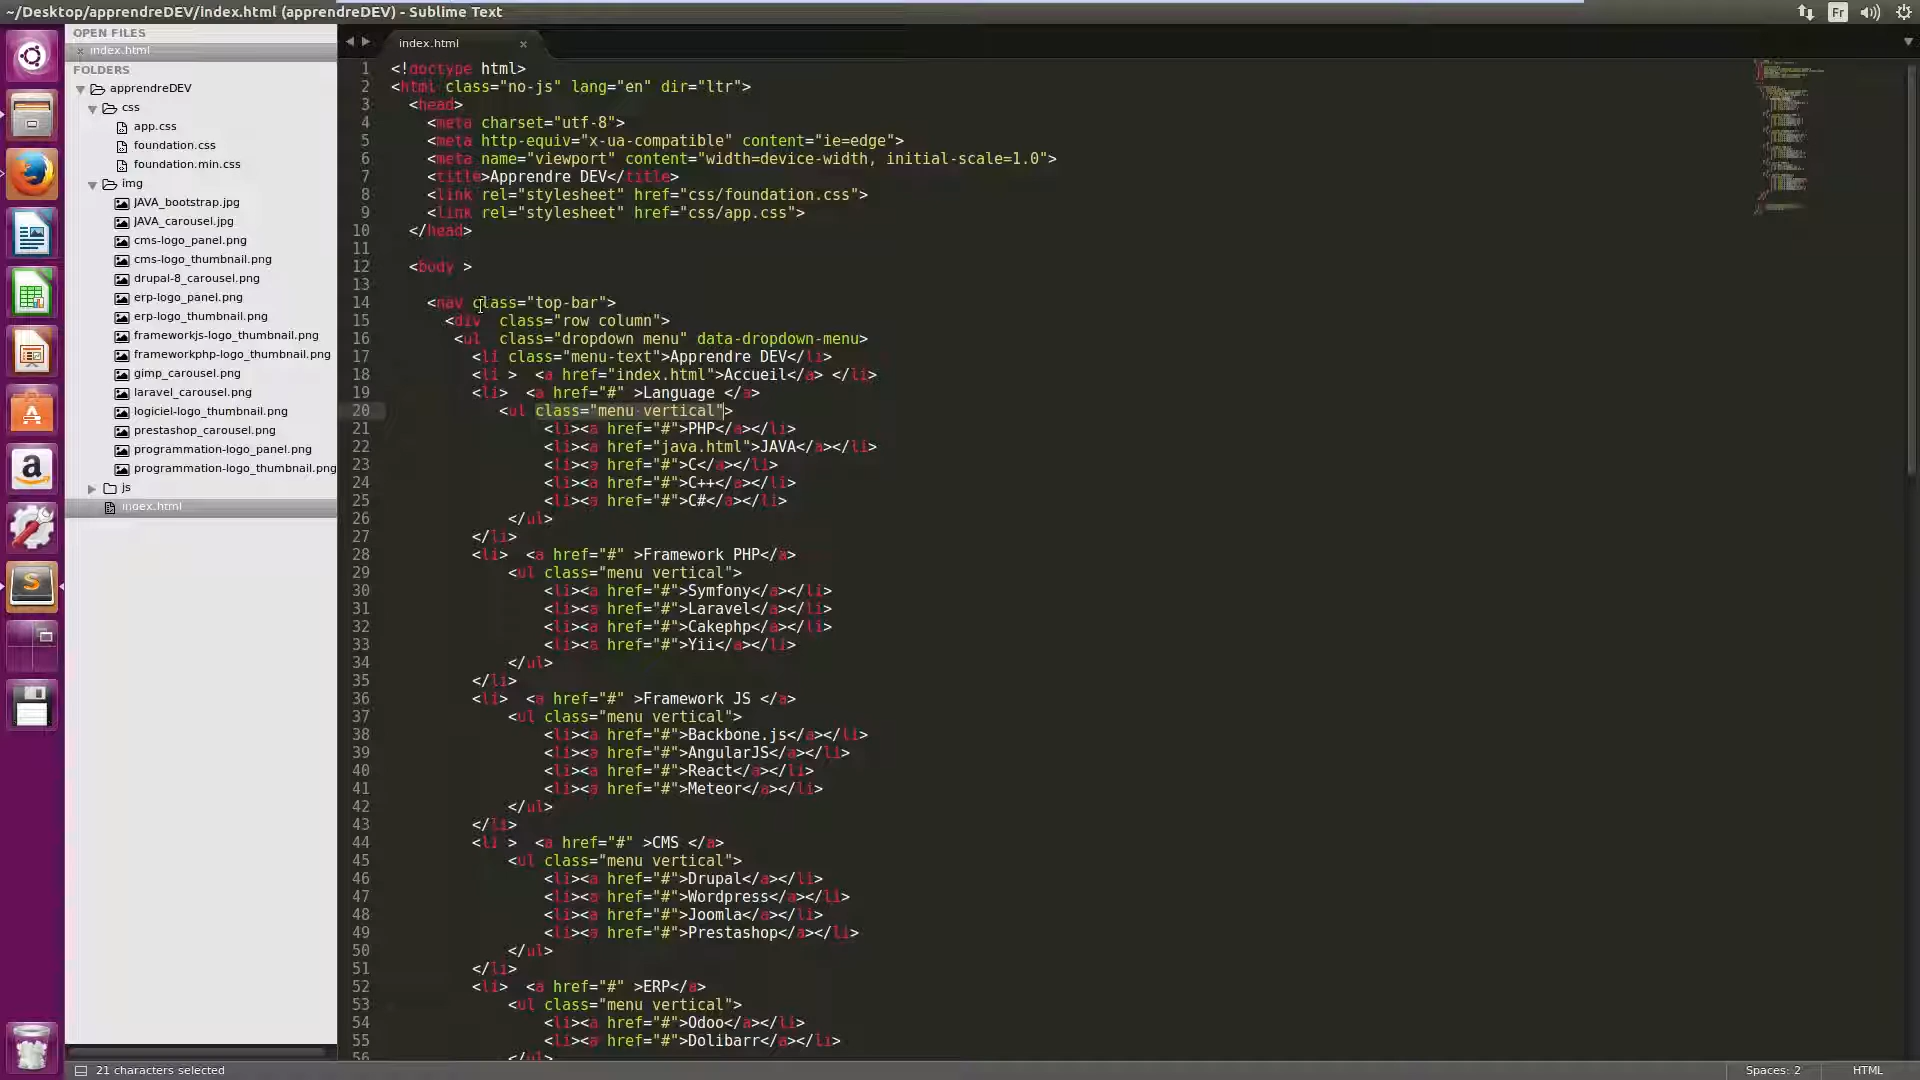 ~/Desktop/apprendreDEV/index.html (apprendreDEV) - Sublime Text
Fr
OPEN FILES
index.html
FOLDERS
apprendreDEV
css
app.css
foundation.css
foundation.min.css
img
JAVA_bootstrap.jpg
JAVA_carousel.jpg
cms-logo_panel.png
cms-logo_thumbnail.png
drupal-8_carousel.png
erp-logo_panel.png
erp-logo_thumbnail.png
frameworkjs-logo_thumbnail.png
frameworkphp-logo_thumbnail.png
gimp_carousel.png
laravel_carousel.png
logiciel-logo_thumbnail.png
prestashop_carousel.png
programmation-logo_panel.png
programmation-logo_thumbnail.png
js
index.html
index.html
1 <!doctype html>
2 <html class="no-js" lang="en" dir="ltr">
3 <head>
4 <meta charset="utf-8">
5 <meta http-equiv="x-ua-compatible" content="ie=edge">
6 <meta name="viewport" content="width=device-width, initial-scale=1.0">
7 <title>Apprendre DEV</title>
8 <link rel="stylesheet" href="css/foundation.css">
9 <link rel="stylesheet" href="css/app.css">
10 </head>
11
12 <body >
13
14 <nav class="top-bar">
15 <div  class="row column">
16 <ul  class="dropdown menu" data-dropdown-menu>
17 <li class="menu-text">Apprendre DEV</li>
18 <li >  <a href="index.html">Accueil</a> </li>
19 <li>  <a href="#" >Language </a>
20 <ul class="menu vertical">
21 <li><a href="#">PHP</a></li>
22 <li><a href="java.html">JAVA</a></li>
23 <li><a href="#">C</a></li>
24 <li><a href="#">C++</a></li>
25 <li><a href="#">C#</a></li>
26 </ul>
27 </li>
28 <li>  <a href="#" >Framework PHP</a>
29 <ul class="menu vertical">
30 <li><a href="#">Symfony</a></li>
31 <li><a href="#">Laravel</a></li>
32 <li><a href="#">Cakephp</a></li>
33 <li><a href="#">Yii</a></li>
34 </ul>
35 </li>
36 <li>  <a href="#" >Framework JS </a>
37 <ul class="menu vertical">
38 <li><a href="#">Backbone.js</a></li>
39 <li><a href="#">AngularJS</a></li>
40 <li><a href="#">React</a></li>
41 <li><a href="#">Meteor</a></li>
42 </ul>
43 </li>
44 <li >  <a href="#" >CMS </a>
45 <ul class="menu vertical">
46 <li><a href="#">Drupal</a></li>
47 <li><a href="#">Wordpress</a></li>
48 <li><a href="#">Joomla</a></li>
49 <li><a href="#">Prestashop</a></li>
50 </ul>
51 </li>
52 <li>  <a href="#" >ERP</a>
53 <ul class="menu vertical">
54 <li><a href="#">Odoo</a></li>
55 <li><a href="#">Dolibarr</a></li>
56 </ul>
21 characters selected
Spaces: 2
HTML